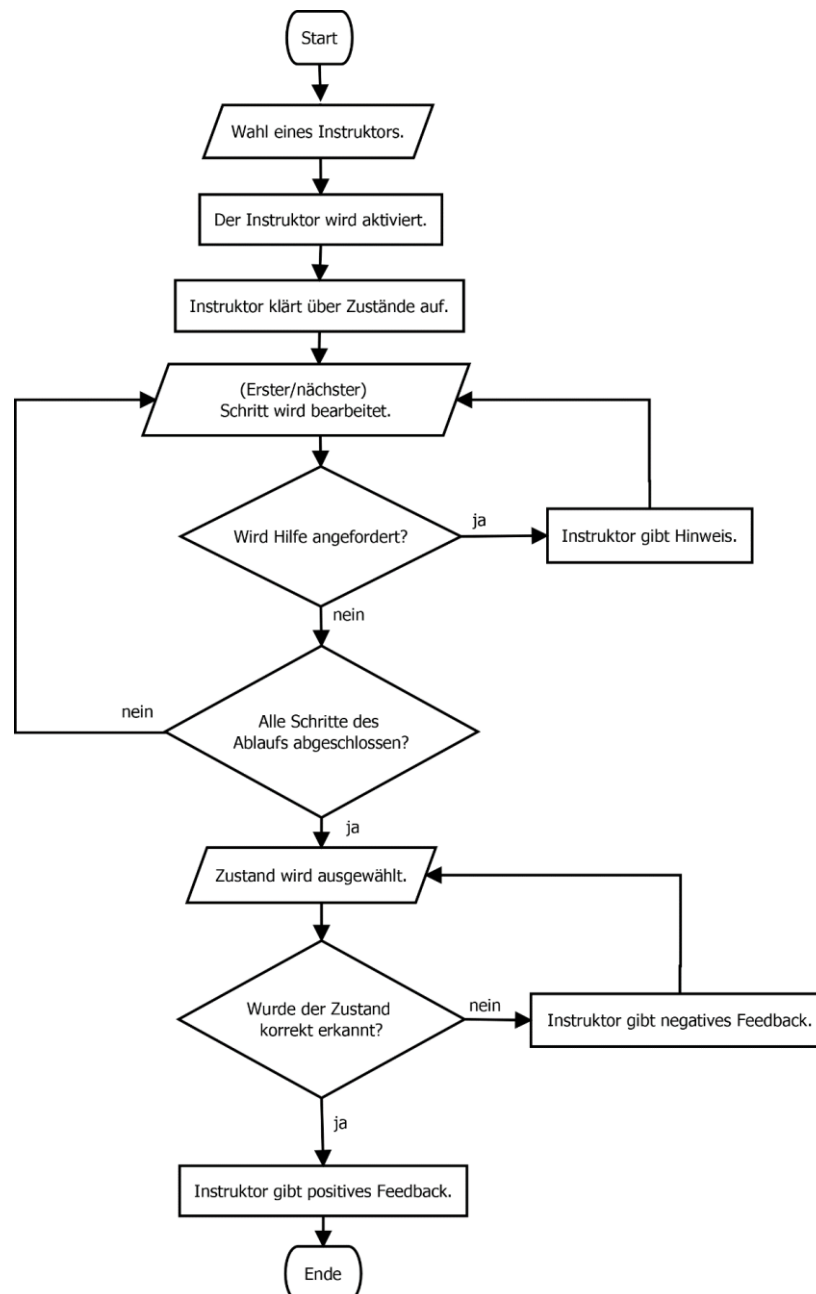 Start
Wahl eines Instruktors.
Der Instruktor wird aktiviert.
Instruktor klärt über Zustände auf.
(Erster/nächster)
Schritt wird bearbeitet.
Wird Hilfe angefordert?
ja
Instruktor gibt Hinweis.
nein
Alle Schritte des
Ablaufs abgeschlossen?
nein
ja
Zustand wird ausgewählt.
Wurde der Zustand
korrekt erkannt?
nein
Instruktor gibt negatives Feedback.
ja
Instruktor gibt positives Feedback.
Ende